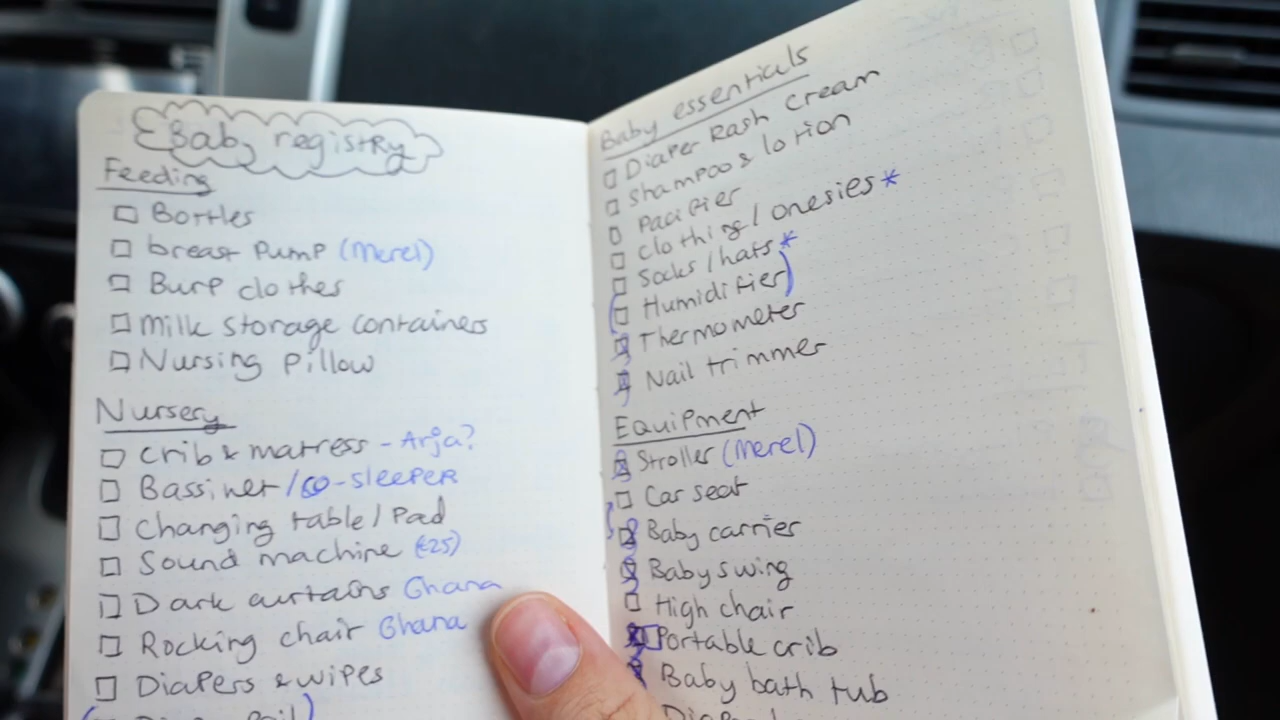 Baby registry
Feeding
Bottles
breast Pump (Merel)
Burp clothes
Milk storage containers
Nursing Pillow
Nursery
Crib & matress - Arja?
Bassinet / co-sleeper
Changing table / Pad
Sound machine (€25)
Dark curtains Ghana
Rocking chair Ghana
Diapers & wipes
Baby essentials
Diaper Rash Cream
Shampoo & lotion
Pacifier
Clothing / onesies *
Socks / hats *
Humidifier)
Thermometer
Nail trimmer
Equipment
Stroller (Merel)
Car seat
Baby carrier
Baby swing
High chair
Portable crib
Baby bath tub